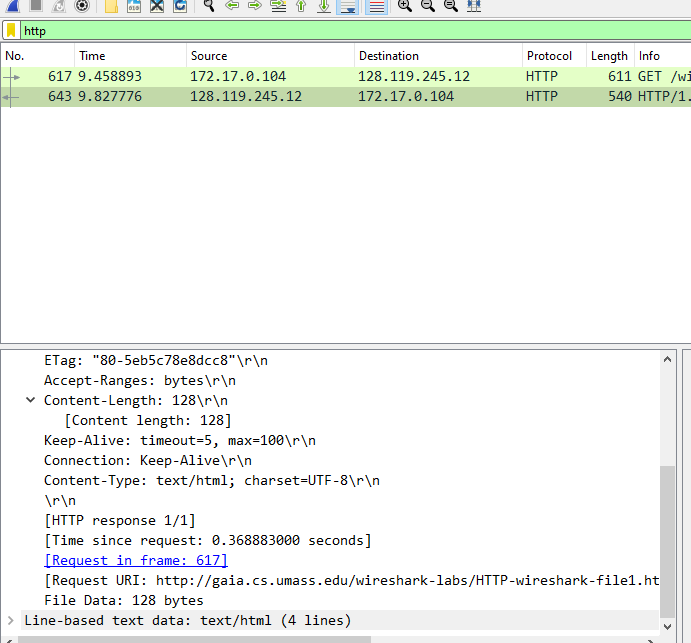 http
No. Time Source Destination Protocol Length Info
617 9.458893 172.17.0.104 128.119.245.12 HTTP 611 GET /wi
643 9.827776 128.119.245.12 172.17.0.104 HTTP 540 HTTP/1.
ETag: "80-5eb5c78e8dcc8"\r\n
Accept-Ranges: bytes\r\n
Content-Length: 128\r\n
[Content length: 128]
Keep-Alive: timeout=5, max=100\r\n
Connection: Keep-Alive\r\n
Content-Type: text/html; charset=UTF-8\r\n
\r\n
[HTTP response 1/1]
[Time since request: 0.368883000 seconds]
[Request in frame: 617]
[Request URI: http://gaia.cs.umass.edu/wireshark-labs/HTTP-wireshark-file1.ht
File Data: 128 bytes
Line-based text data: text/html (4 lines)